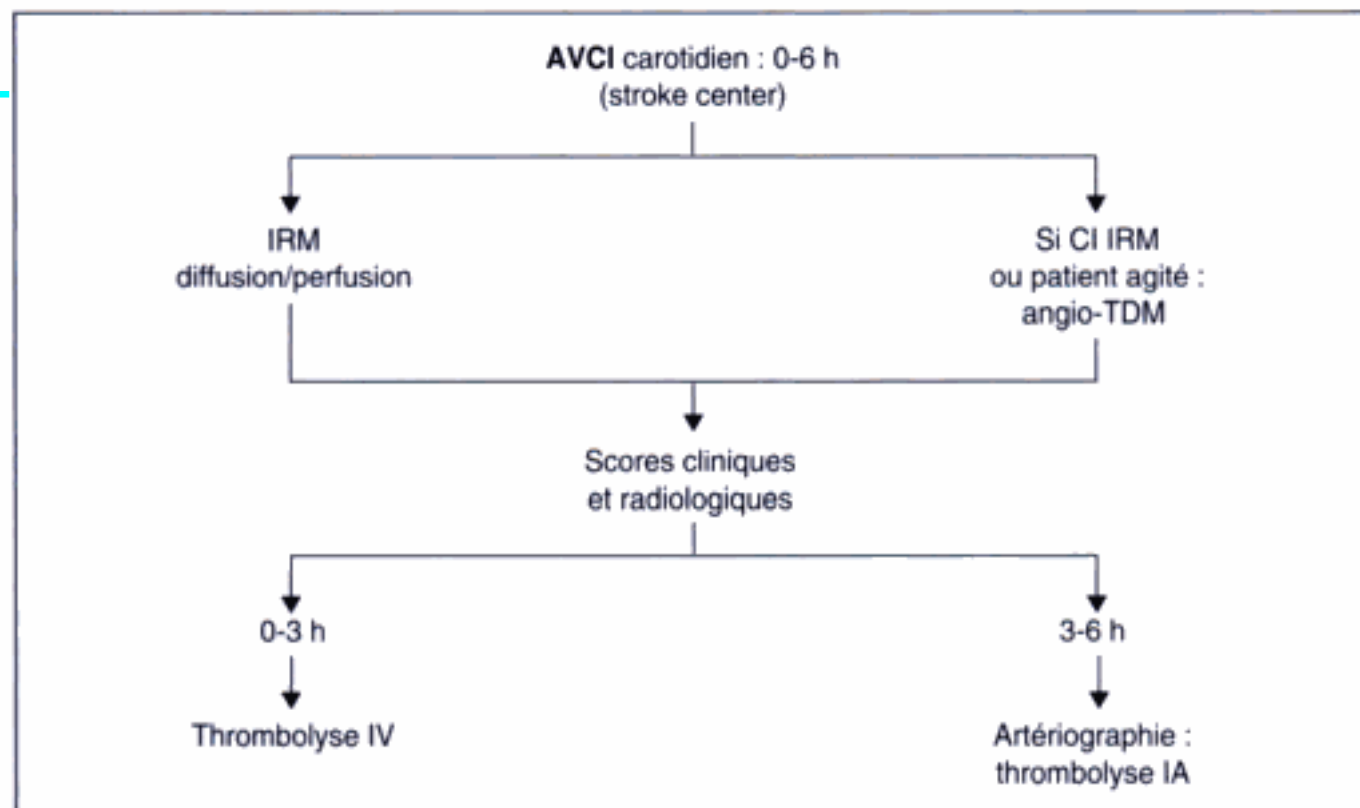 AVCI carotidien : 0-6 h
(stroke center)
IRM
diffusion/perfusion
Si CI IRM
ou patient agité :
angio-TDM
Scores cliniques
et radiologiques
0-3 h
3-6 h
Thrombolyse IV
Artériographie :
thrombolyse IA